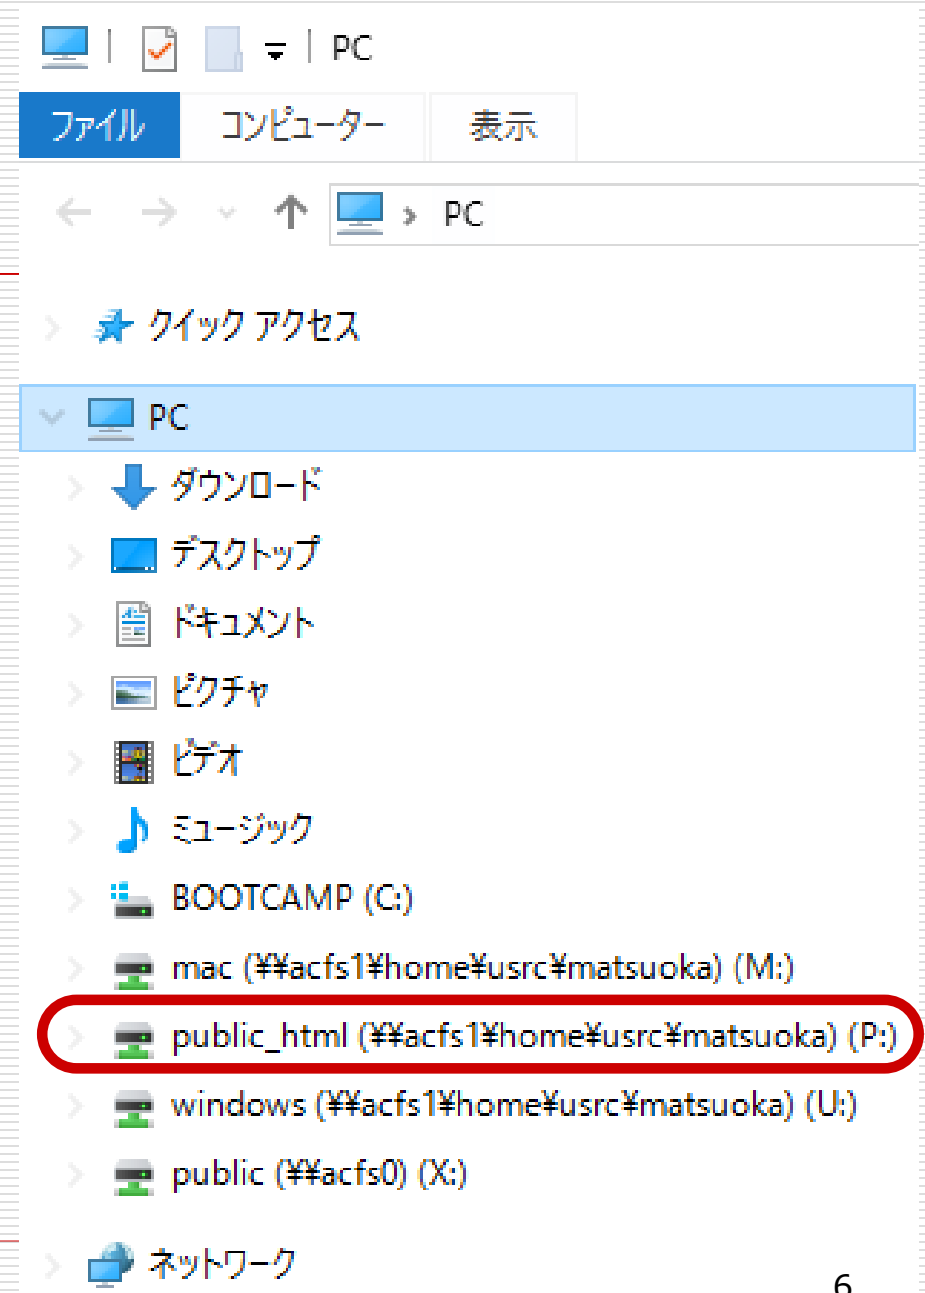 PC
ファイル コンピューター 表示
PC
クイック アクセス
PC
ダウンロード
デスクトップ
ドキュメント
ピクチャ
ビデオ
ミュージック
BOOTCAMP (C:)
mac (¥¥acfs1¥home¥usrc¥matsuoka) (M:)
public_html (¥¥acfs1¥home¥usrc¥matsuoka) (P:)
windows (¥¥acfs1¥home¥usrc¥matsuoka) (U:)
public (¥¥acfs0) (X:)
ネットワーク
6